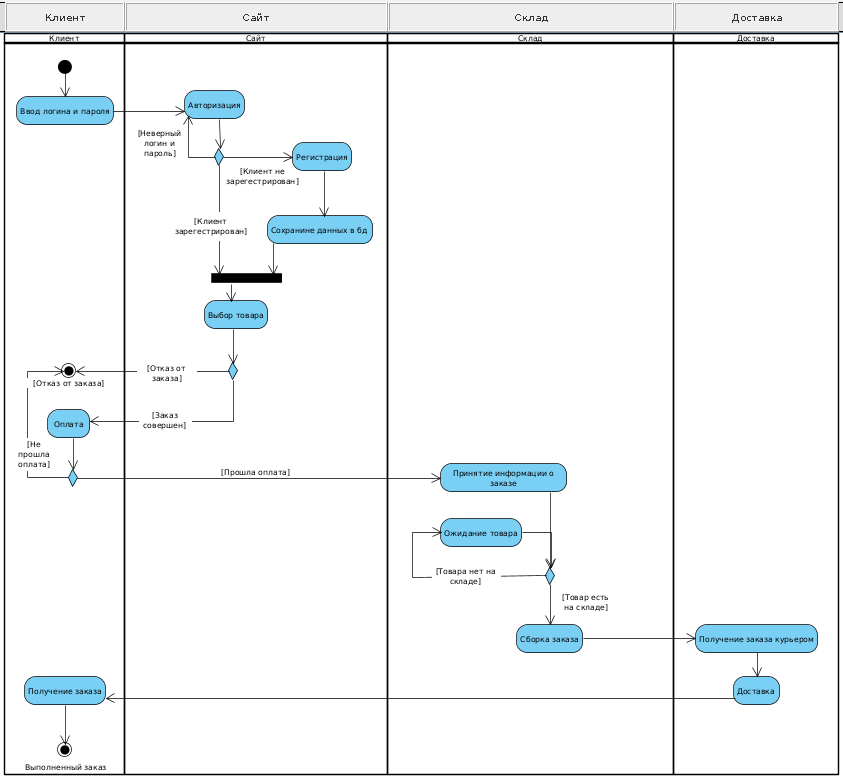 Клиент
Сайт
Склад
Доставка
Клиент
Сайт
Склад
Доставка
Ввод логина и пароля
Авторизация
[Неверный
логин и
пароль]
Регистрация
[Клиент не
зарегестрирован]
[Клиент
зарегестрирован]
Сохранине данных в бд
Выбор товара
[Отказ от
заказа]
[Отказ от заказа]
[Заказ
совершен]
Оплата
[Не
прошла
оплата]
[Прошла оплата]
Принятие информации о
заказе
Ожидание товара
[Товара нет на
складе]
[Товар есть
на складе]
Сборка заказа
Получение заказа курьером
Получение заказа
Доставка
Выполненный заказ